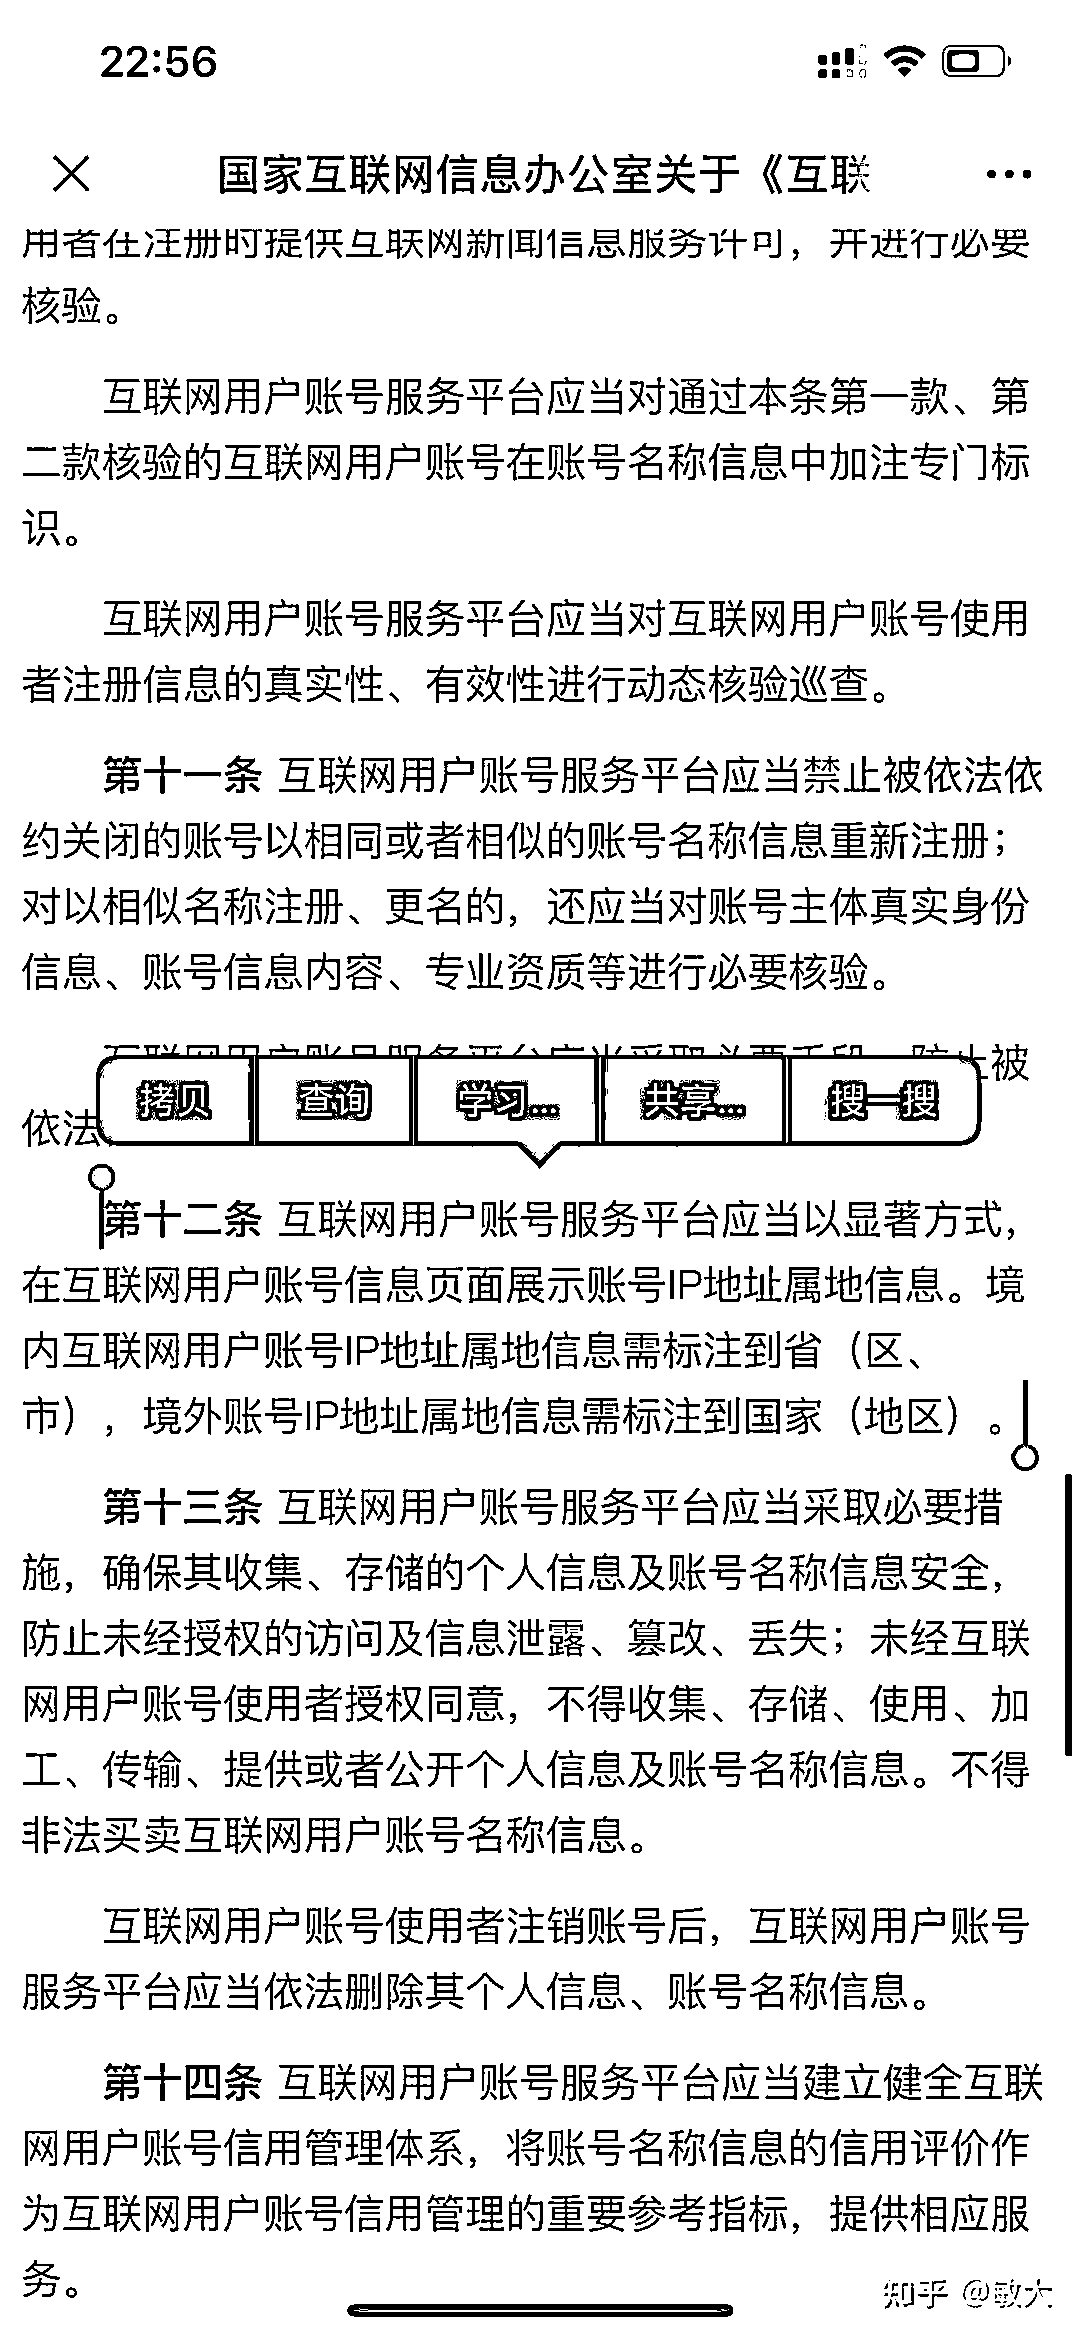 22:56
国家互联网信息办公室关于《互联
用者在注册时提供互联网新闻信息服务许可，并进行必要
核验。
互联网用户账号服务平台应当对通过本条第一款、第
二款核验的互联网用户账号在账号名称信息中加注专门标
识。
互联网用户账号服务平台应当对互联网用户账号使用
者注册信息的真实性、有效性进行动态核验巡查。
第十一条 互联网用户账号服务平台应当禁止被依法依
约关闭的账号以相同或者相似的账号名称信息重新注册；
对以相似名称注册、更名的，还应当对账号主体真实身份
信息、账号信息内容、专业资质等进行必要核验。
互联网用户账号服务平台应当采取必要手段，防止被
拷贝 查询 学习... 共享... 搜一搜
依法
第十二条 互联网用户账号服务平台应当以显著方式，
在互联网用户账号信息页面展示账号IP地址属地信息。境
内互联网用户账号IP地址属地信息需标注到省（区、
市），境外账号IP地址属地信息需标注到国家（地区）。
第十三条 互联网用户账号服务平台应当采取必要措
施，确保其收集、存储的个人信息及账号名称信息安全，
防止未经授权的访问及信息泄露、篡改、丢失；未经互联
网用户账号使用者授权同意，不得收集、存储、使用、加
工、传输、提供或者公开个人信息及账号名称信息。不得
非法买卖互联网用户账号名称信息。
互联网用户账号使用者注销账号后，互联网用户账号
服务平台应当依法删除其个人信息、账号名称信息。
第十四条 互联网用户账号服务平台应当建立健全互联
网用户账号信用管理体系，将账号名称信息的信用评价作
为互联网用户账号信用管理的重要参考指标，提供相应服
务。
知乎 @敏大